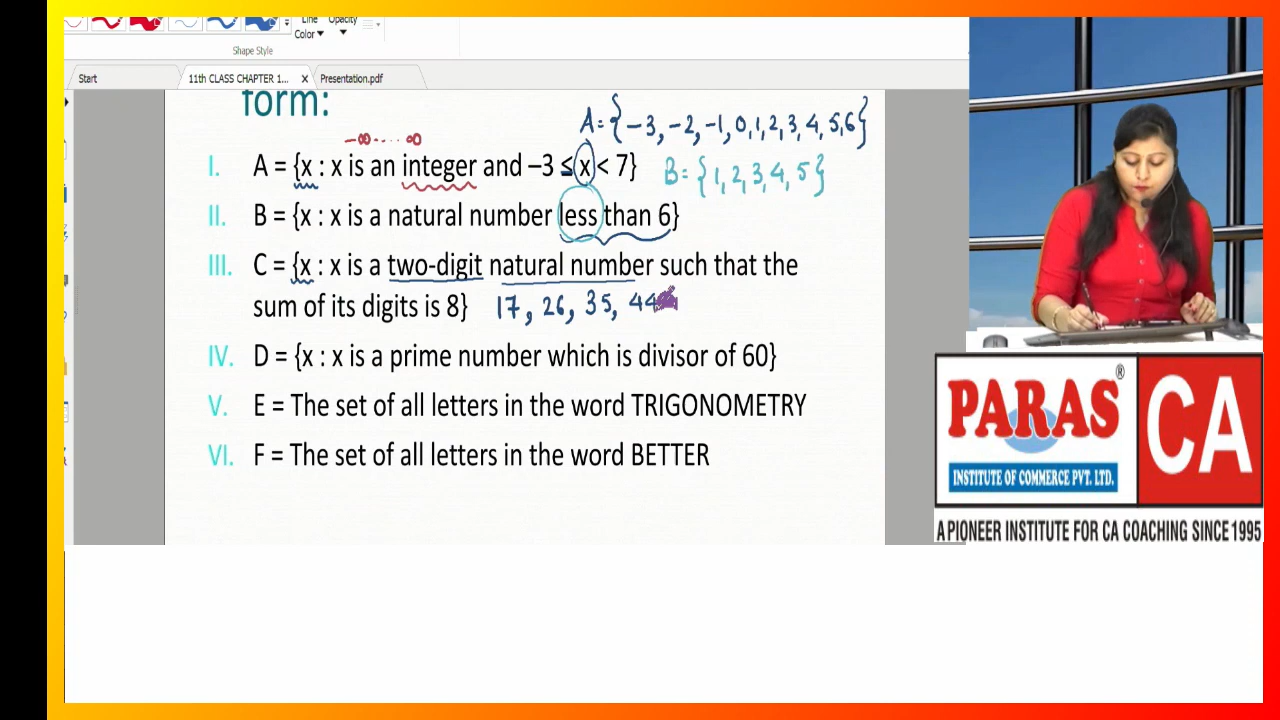 Line
Color
Opacity
Shape Style
Start
11th CLASS CHAPTER 1...
Presentation.pdf
form:
A={-3, -2, -1, 0, 1, 2, 3, 4, 5, 6}
-∞.... ∞
I. A = {x : x is an integer and –3 ≤ x < 7}
B={1, 2, 3, 4, 5}
II. B = {x : x is a natural number less than 6}
III. C = {x : x is a two-digit natural number such that the
sum of its digits is 8}
17, 26, 35, 44
IV. D = {x : x is a prime number which is divisor of 60}
V. E = The set of all letters in the word TRIGONOMETRY
VI. F = The set of all letters in the word BETTER
PARAS®
INSTITUTE OF COMMERCE PVT. LTD.
CA
A PIONEER INSTITUTE FOR CA COACHING SINCE 1995